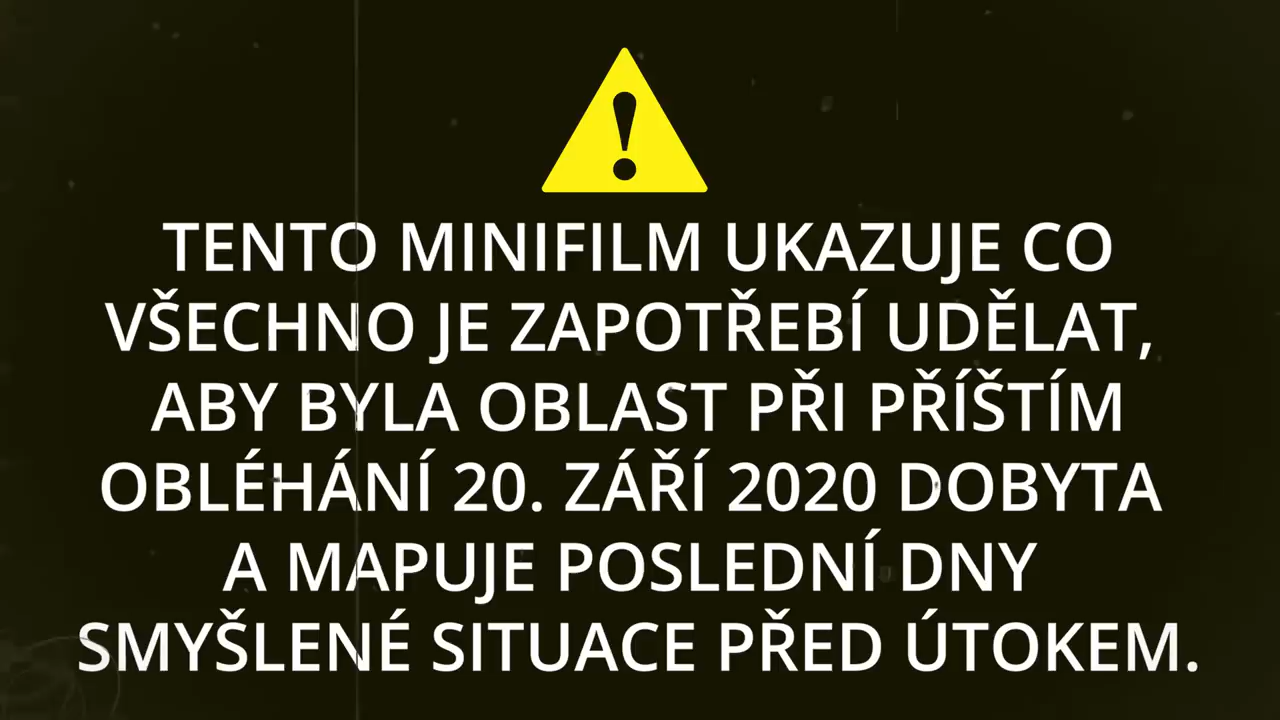 TENTO MINIFILM UKAZUJE CO
VŠECHNO JE ZAPOTŘEBÍ UDĚLAT,
ABY BYLA OBLAST PŘI PŘÍŠTÍM
OBLÉHÁNÍ 20. ZÁŘÍ 2020 DOBYTA
A MAPUJE POSLEDNÍ DNY
SMYŠLENÉ SITUACE PŘED ÚTOKEM.